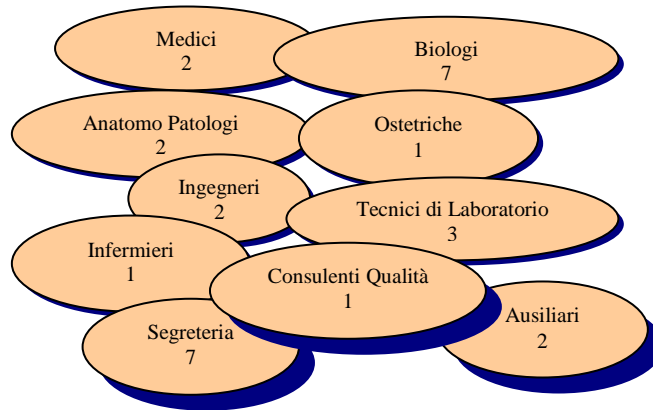 Medici
2
Biologi
7
Anatomo Patologi
2
Ostetriche
1
Ingegneri
2
Tecnici di Laboratorio
3
Infermieri
1
Consulenti Qualità
1
Ausiliari
2
Segreteria
7